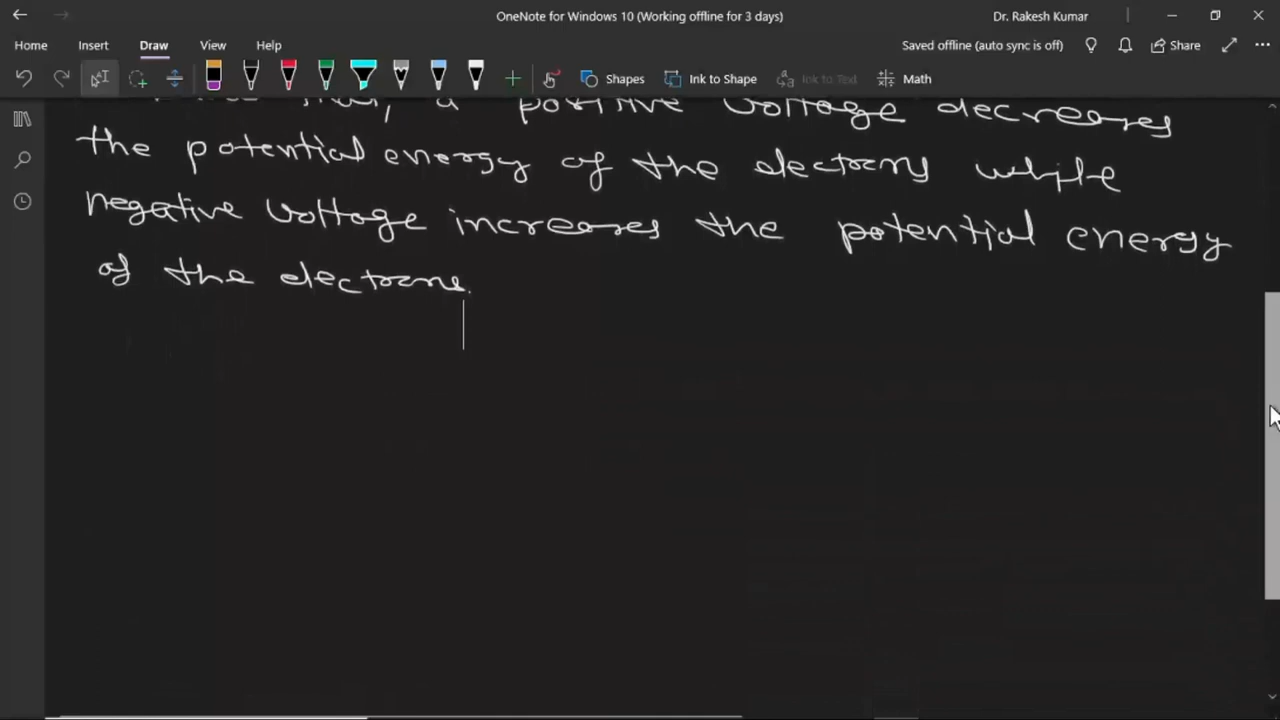 OneNote for Windows 10 (Working offline for 3 days)
Dr. Rakesh Kumar
Home Insert Draw View Help
Saved offline (auto sync is off)
Share
Shapes
Ink to Shape
Ink to Text
Math
a positive voltage decreases
the potential energy of the electrons while
negative voltage increases the potential energy
of the electrons.